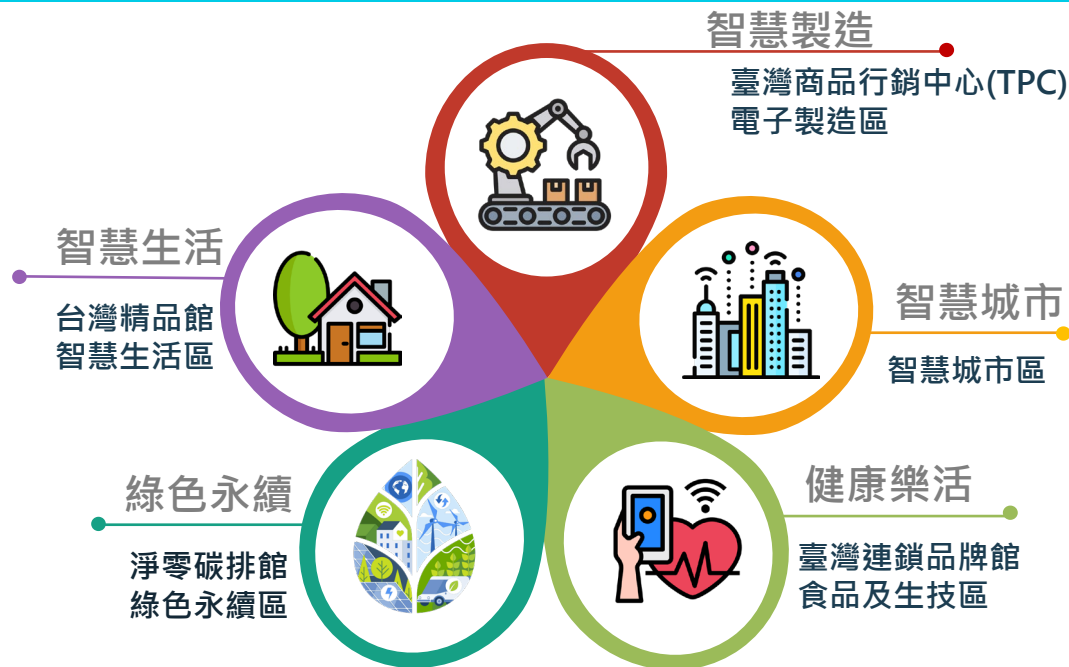 智慧製造
臺灣商品行銷中心(TPC)
電子製造區
智慧生活
台灣精品館
智慧生活區
智慧城市
智慧城市區
綠色永續
淨零碳排館
綠色永續區
健康樂活
臺灣連鎖品牌館
食品及生技區